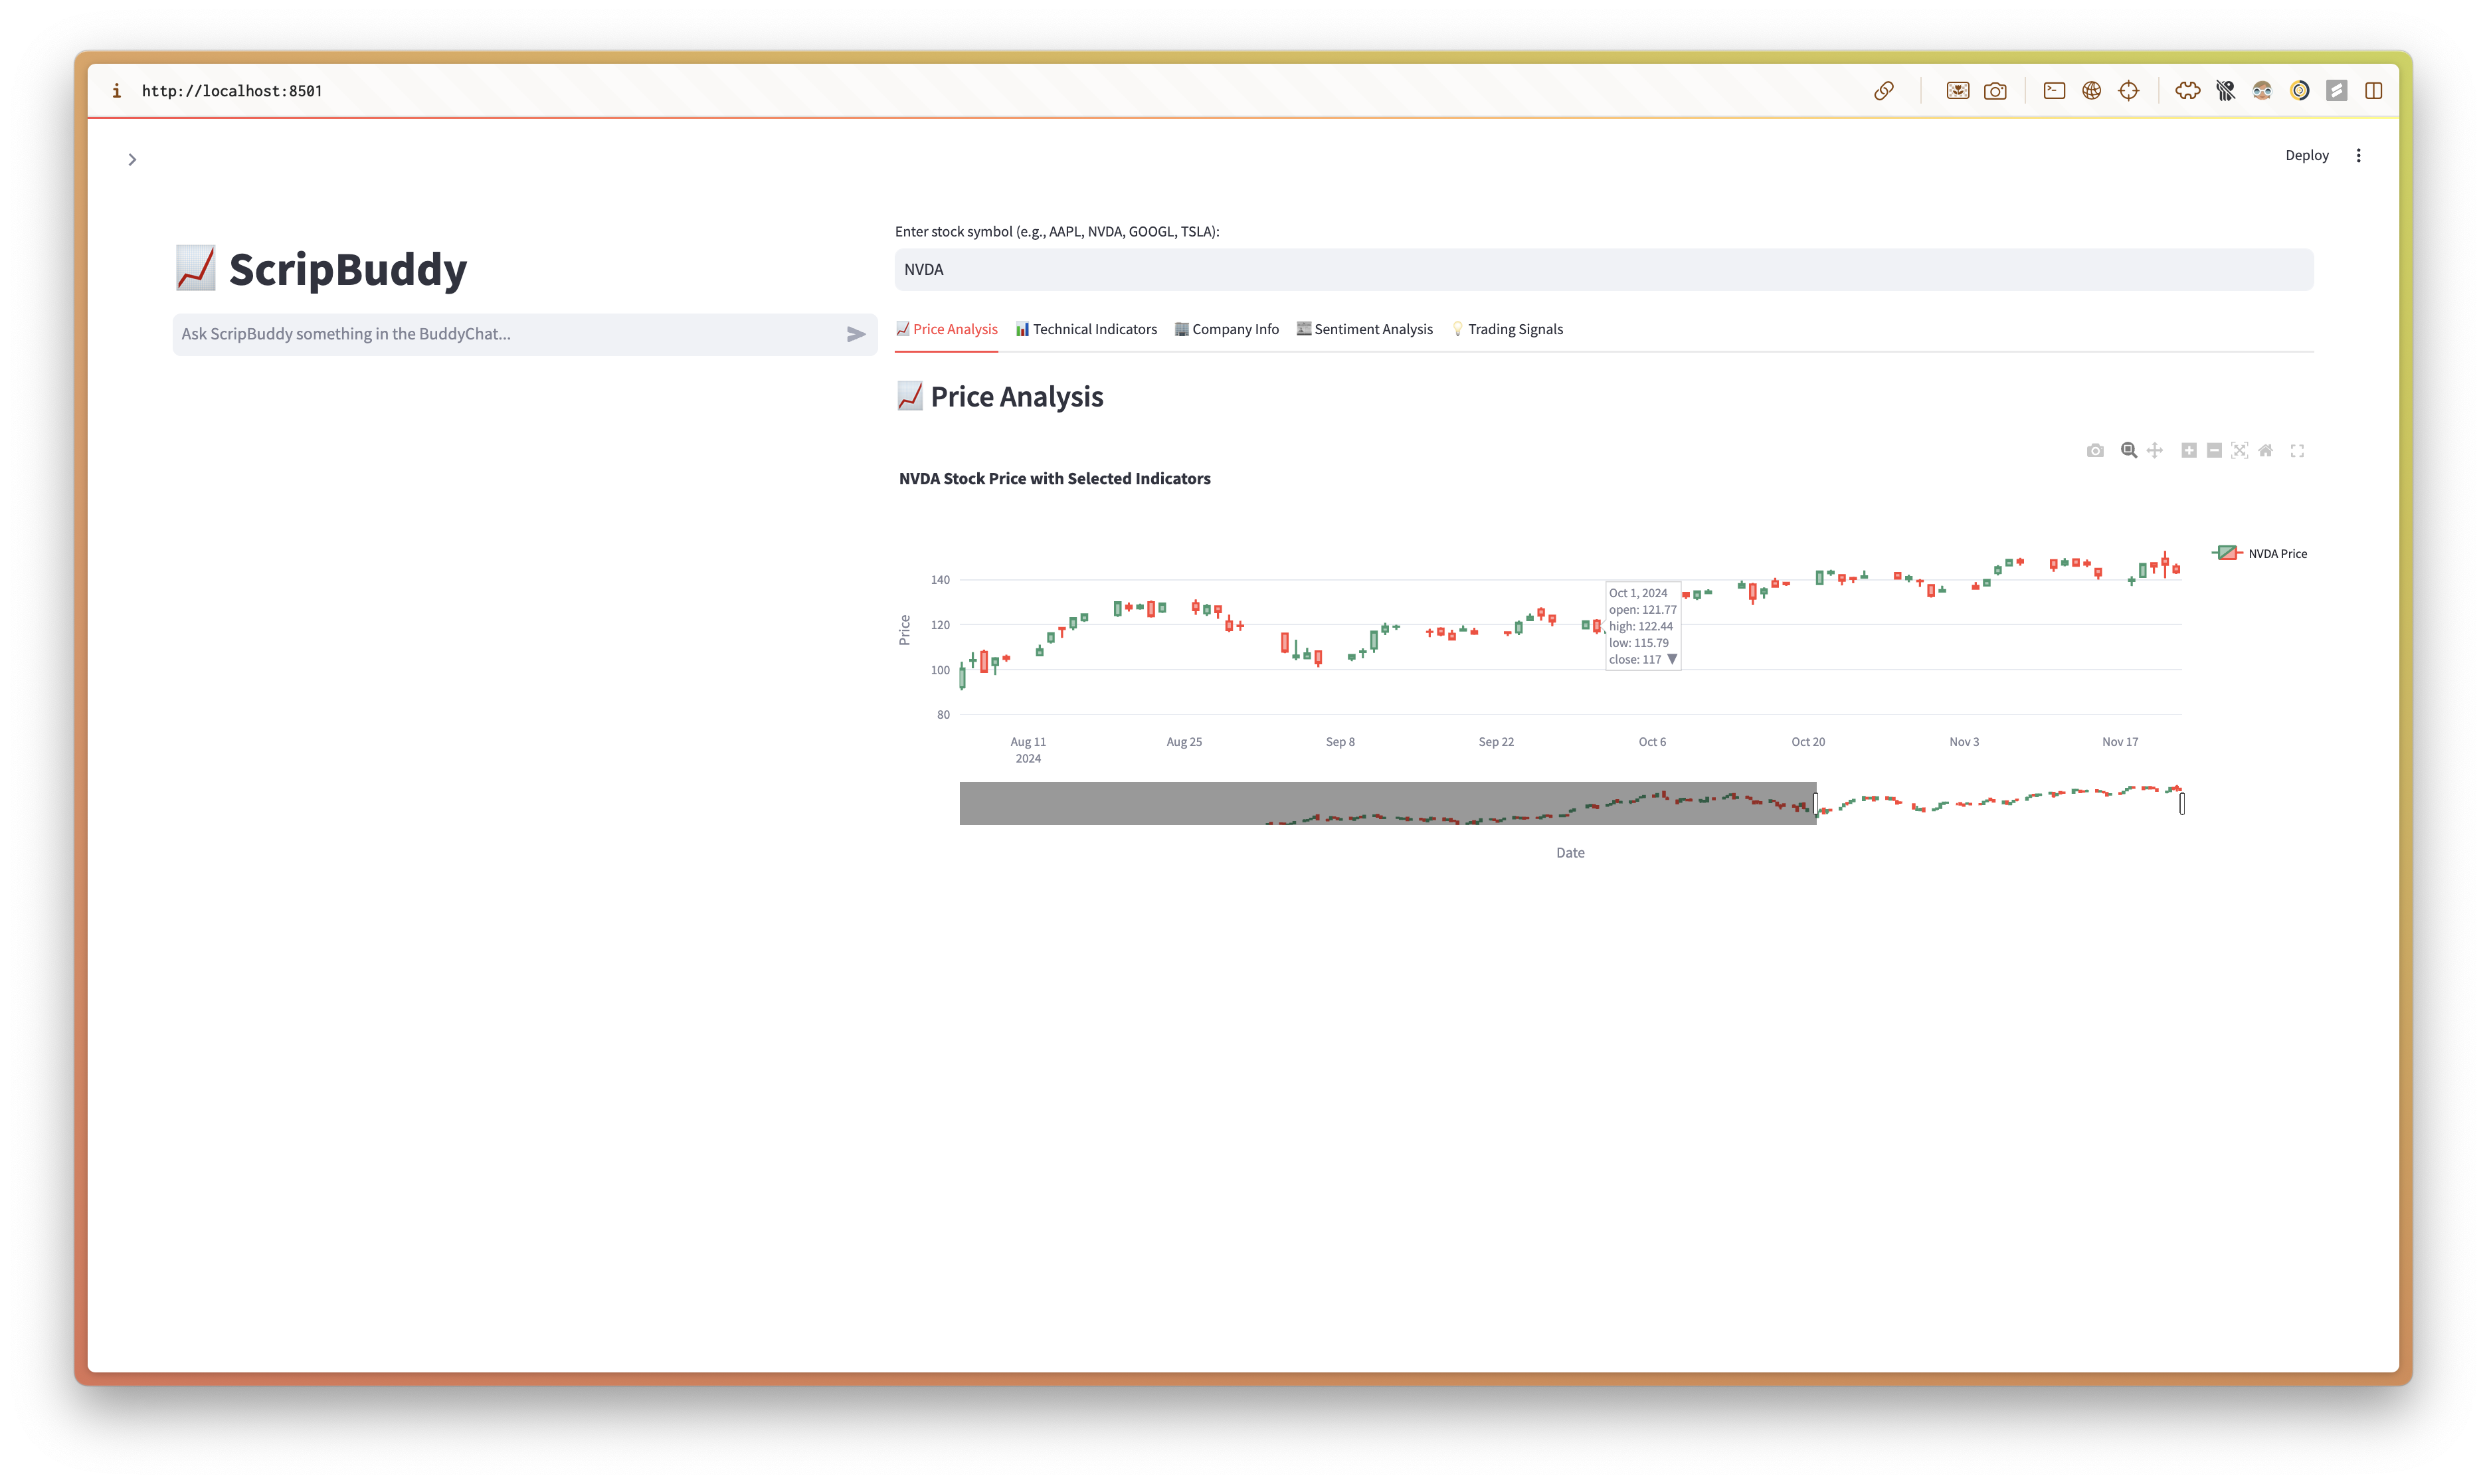 i http://localhost:8501
Deploy
📈 ScripBuddy
Ask ScripBuddy something in the BuddyChat...
Enter stock symbol (e.g., AAPL, NVDA, GOOGL, TSLA):
NVDA
📈 Price Analysis 📊 Technical Indicators 🏢 Company Info 📰 Sentiment Analysis 💡 Trading Signals
📈 Price Analysis
NVDA Stock Price with Selected Indicators
NVDA Price
Price
140
120
100
80
Oct 1, 2024
open: 121.77
high: 122.44
low: 115.79
close: 117 ▼
Aug 11 Aug 25 Sep 8 Sep 22 Oct 6 Oct 20 Nov 3 Nov 17
2024
Date